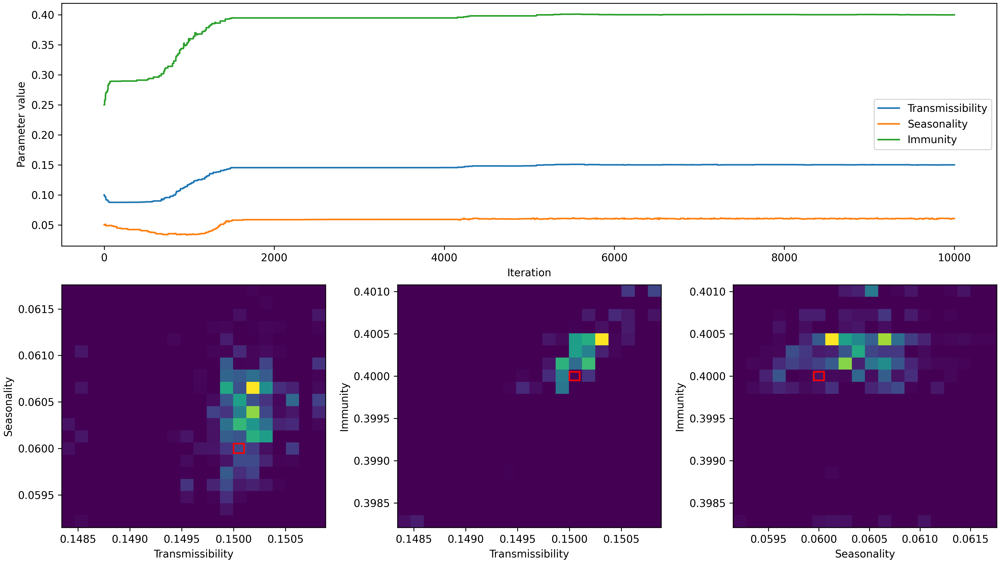 0.40
0.35
0.30
0.25
0.20
0.15
0.10
0.05
Parameter value
Transmissibility
Seasonality
Immunity
0 2000 4000 6000 8000 10000
Iteration
0.0615
0.0610
0.0605
0.0600
0.0595
Seasonality
0.1485 0.1490 0.1495 0.1500 0.1505
Transmissibility
0.4010
0.4005
0.4000
0.3995
0.3990
0.3985
Immunity
0.1485 0.1490 0.1495 0.1500 0.1505
Transmissibility
0.4010
0.4005
0.4000
0.3995
0.3990
0.3985
Immunity
0.0595 0.0600 0.0605 0.0610 0.0615
Seasonality